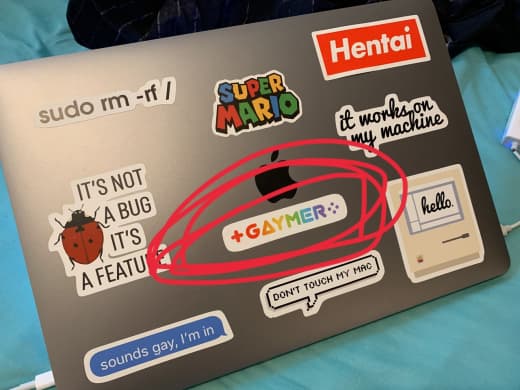 Hentai
sudo rm -rf /
SUPER
MARIO
it works on
my machine
IT'S NOT
A BUG
IT'S
A FEATURE
GAYMER
hello.
DON'T TOUCH MY MAC
sounds gay, I'm in